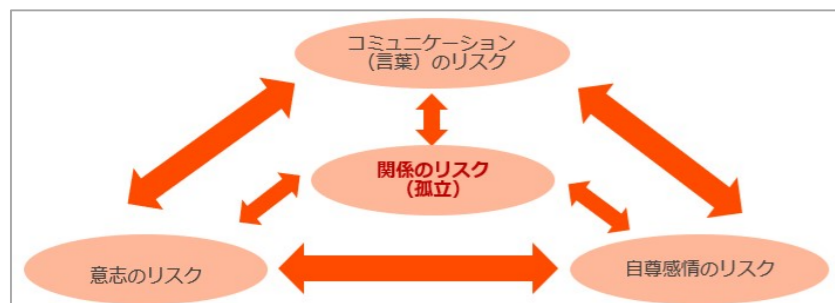 コミュニケーション
（言葉）のリスク
関係のリスク
（孤立）
意志のリスク
自尊感情のリスク